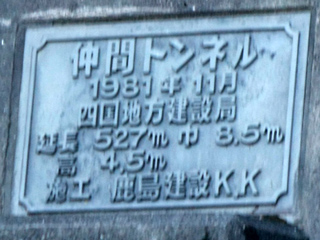 仲間トンネル
1981年 11月
四国地方建設局
延長 527m 巾 8.5m
高 4.5m
施工 鹿島建設K.K